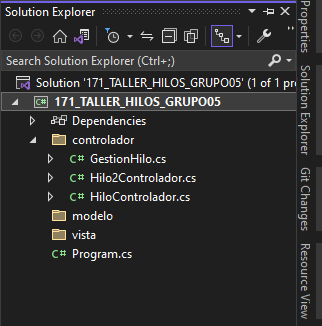 Solution Explorer
Search Solution Explorer (Ctrl+;)
Solution '171_TALLER_HILOS_GRUPO05' (1 of 1 pr
C# 171_TALLER_HILOS_GRUPO05
Dependencies
controlador
C# GestionHilo.cs
C# Hilo2Controlador.cs
C# HiloControlador.cs
modelo
vista
C# Program.cs
Properties
Solution Explorer
Git Changes
Resource View